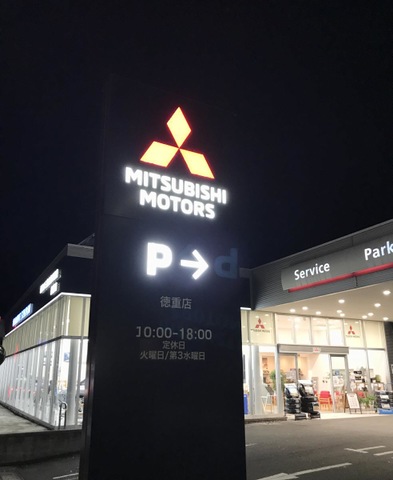 MITSUBISHI
MOTORS
P → d
徳重店
10:00-18:00
定休日
火曜日/第3水曜日
Service
Park